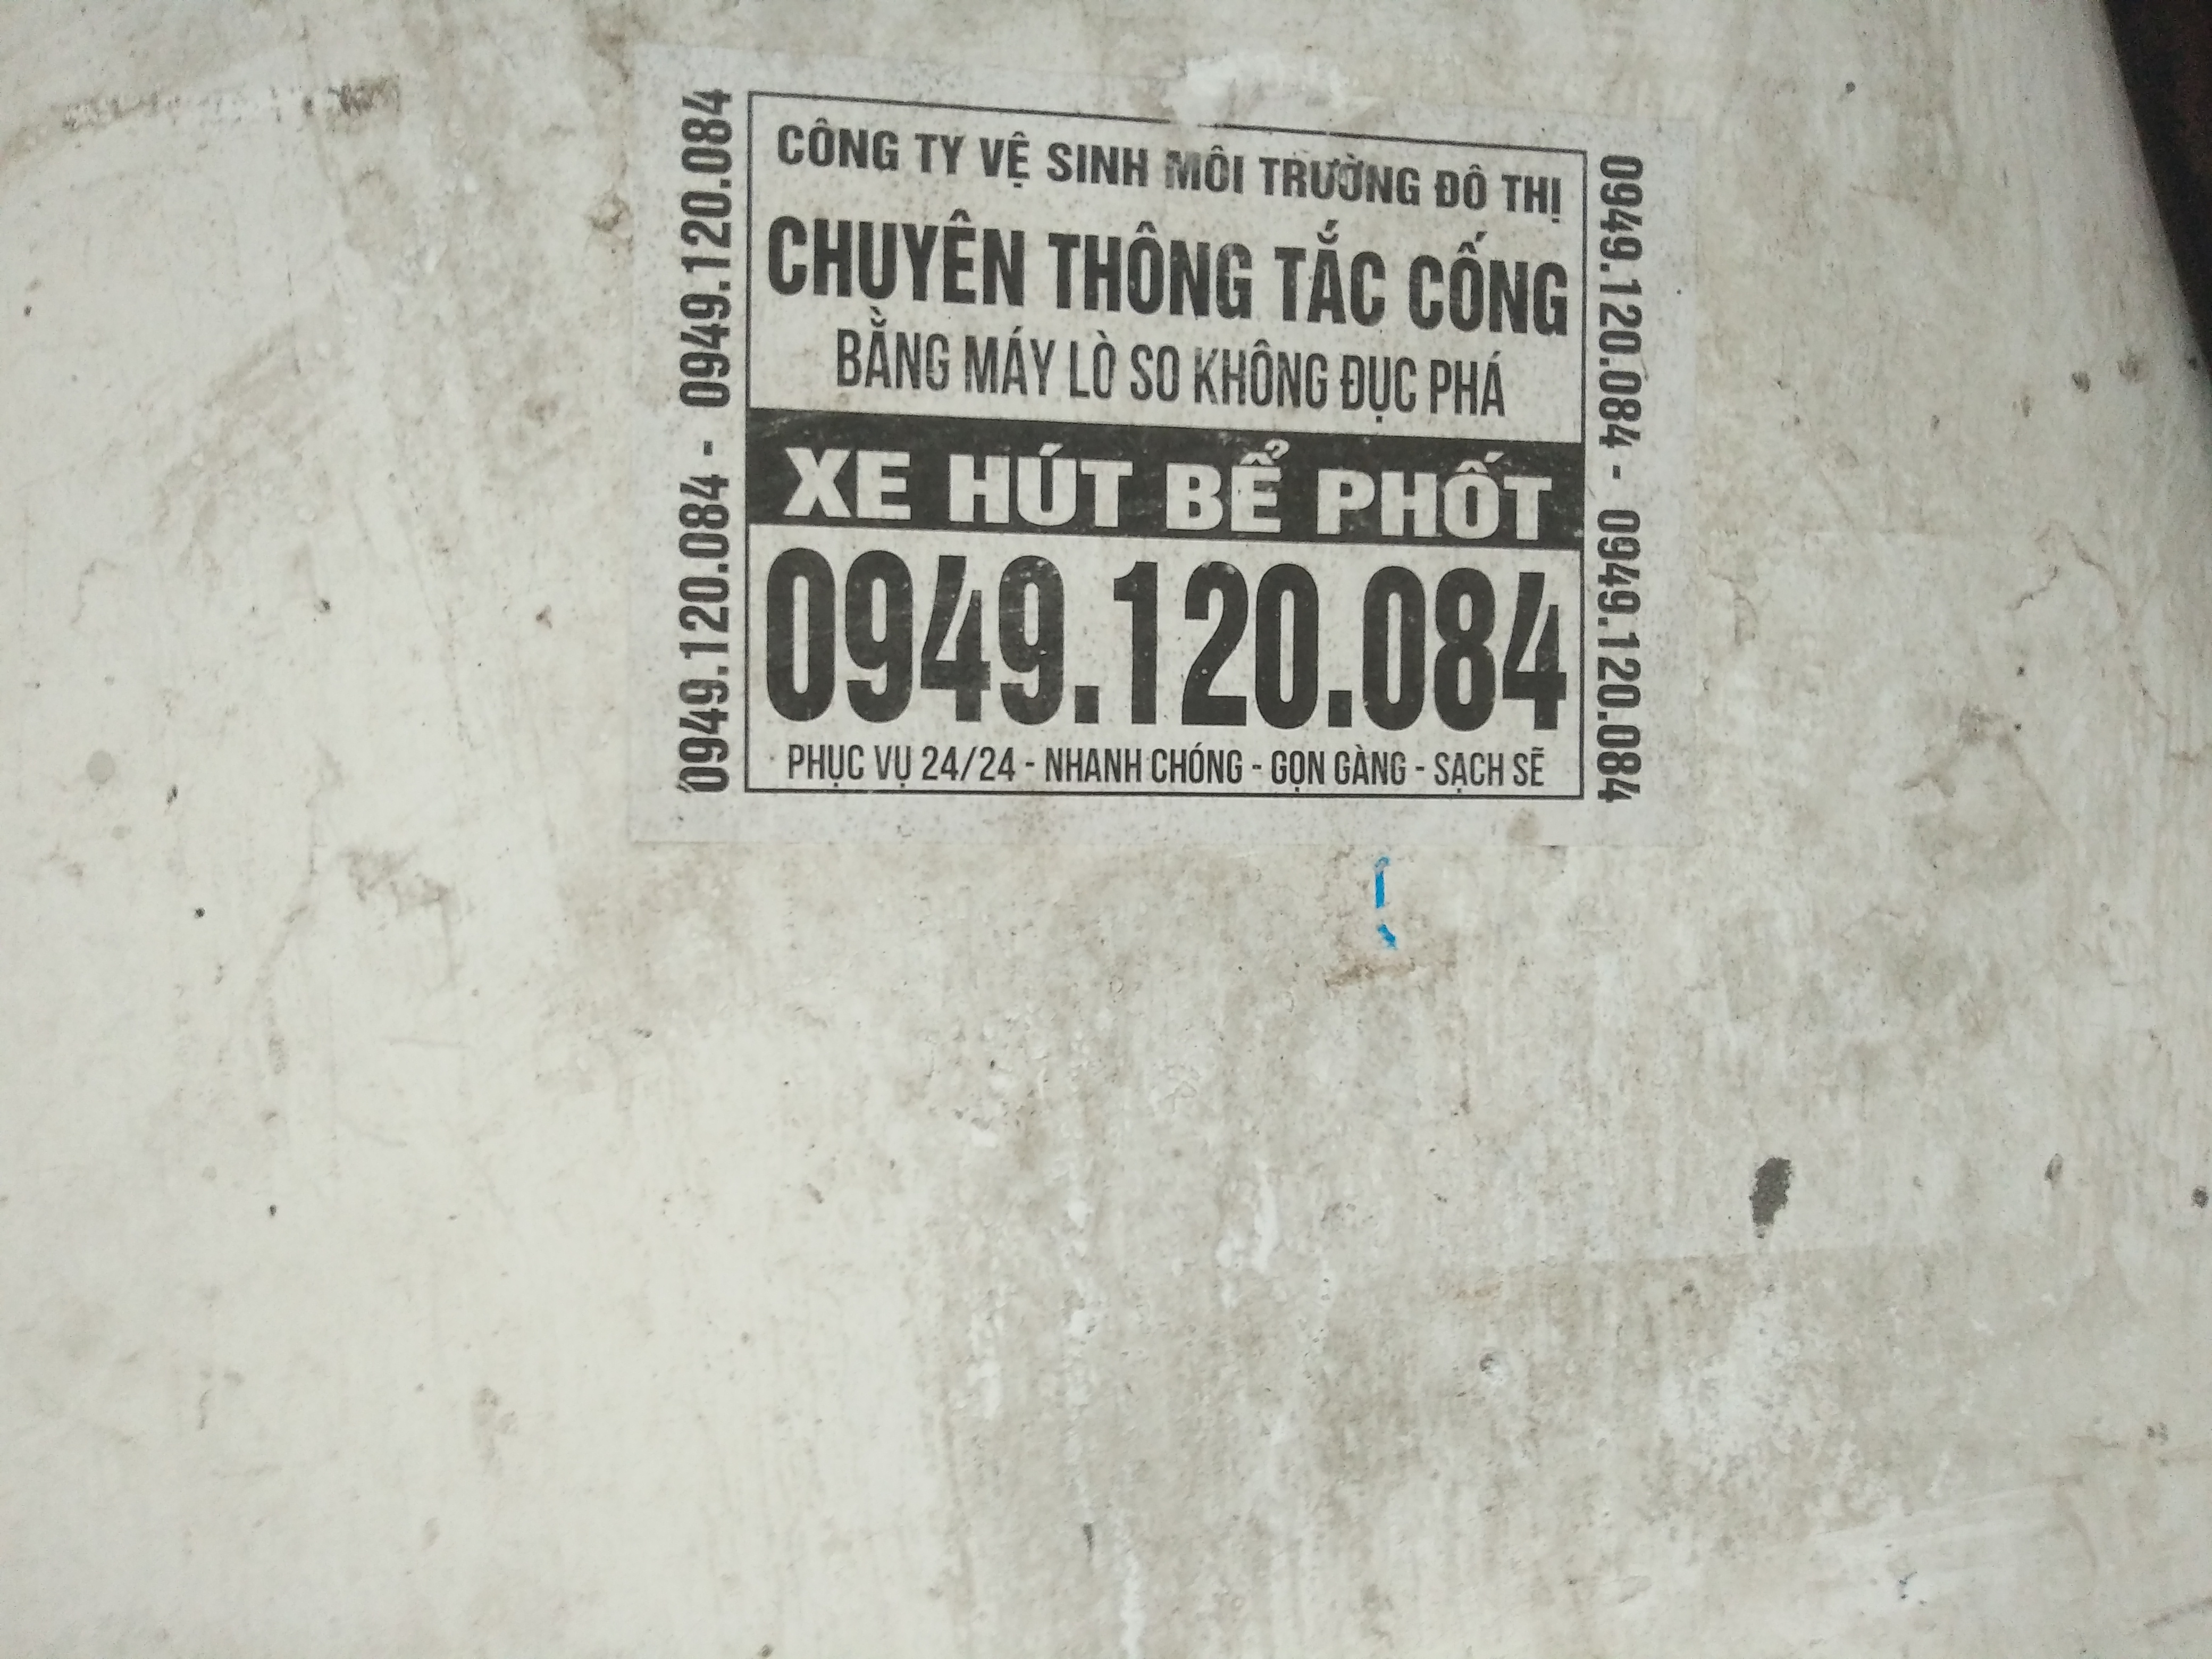 CÔNG TY VỆ SINH MÔI TRƯỜNG ĐÔ THỊ
CHUYÊN THÔNG TẮC CỐNG
BẰNG MÁY LÒ SO KHÔNG ĐỤC PHÁ
XE HÚT BỂ PHỐT
0949.120.084
PHỤC VỤ 24/24 - NHANH CHÓNG - GỌN GÀNG - SẠCH SẼ
0949.120.084 - 0949.120.084
0949.120.084 - 0949.120.084